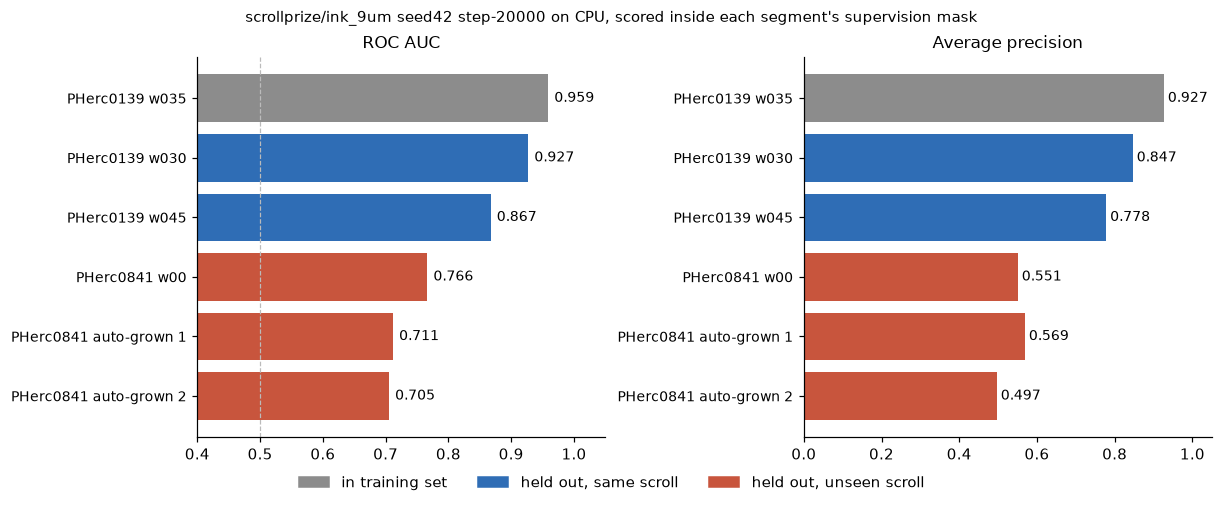 scrollprize/ink_9um seed42 step-20000 on CPU, scored inside each segment's supervision mask
ROC AUC
PHerc0139 w035
0.959
PHerc0139 w030
0.927
PHerc0139 w045
0.867
PHerc0841 w00
0.766
PHerc0841 auto-grown 1
0.711
PHerc0841 auto-grown 2
0.705
0.4 0.5 0.6 0.7 0.8 0.9 1.0
Average precision
PHerc0139 w035
0.927
PHerc0139 w030
0.847
PHerc0139 w045
0.778
PHerc0841 w00
0.551
PHerc0841 auto-grown 1
0.569
PHerc0841 auto-grown 2
0.497
0.0 0.2 0.4 0.6 0.8 1.0
in training set held out, same scroll held out, unseen scroll